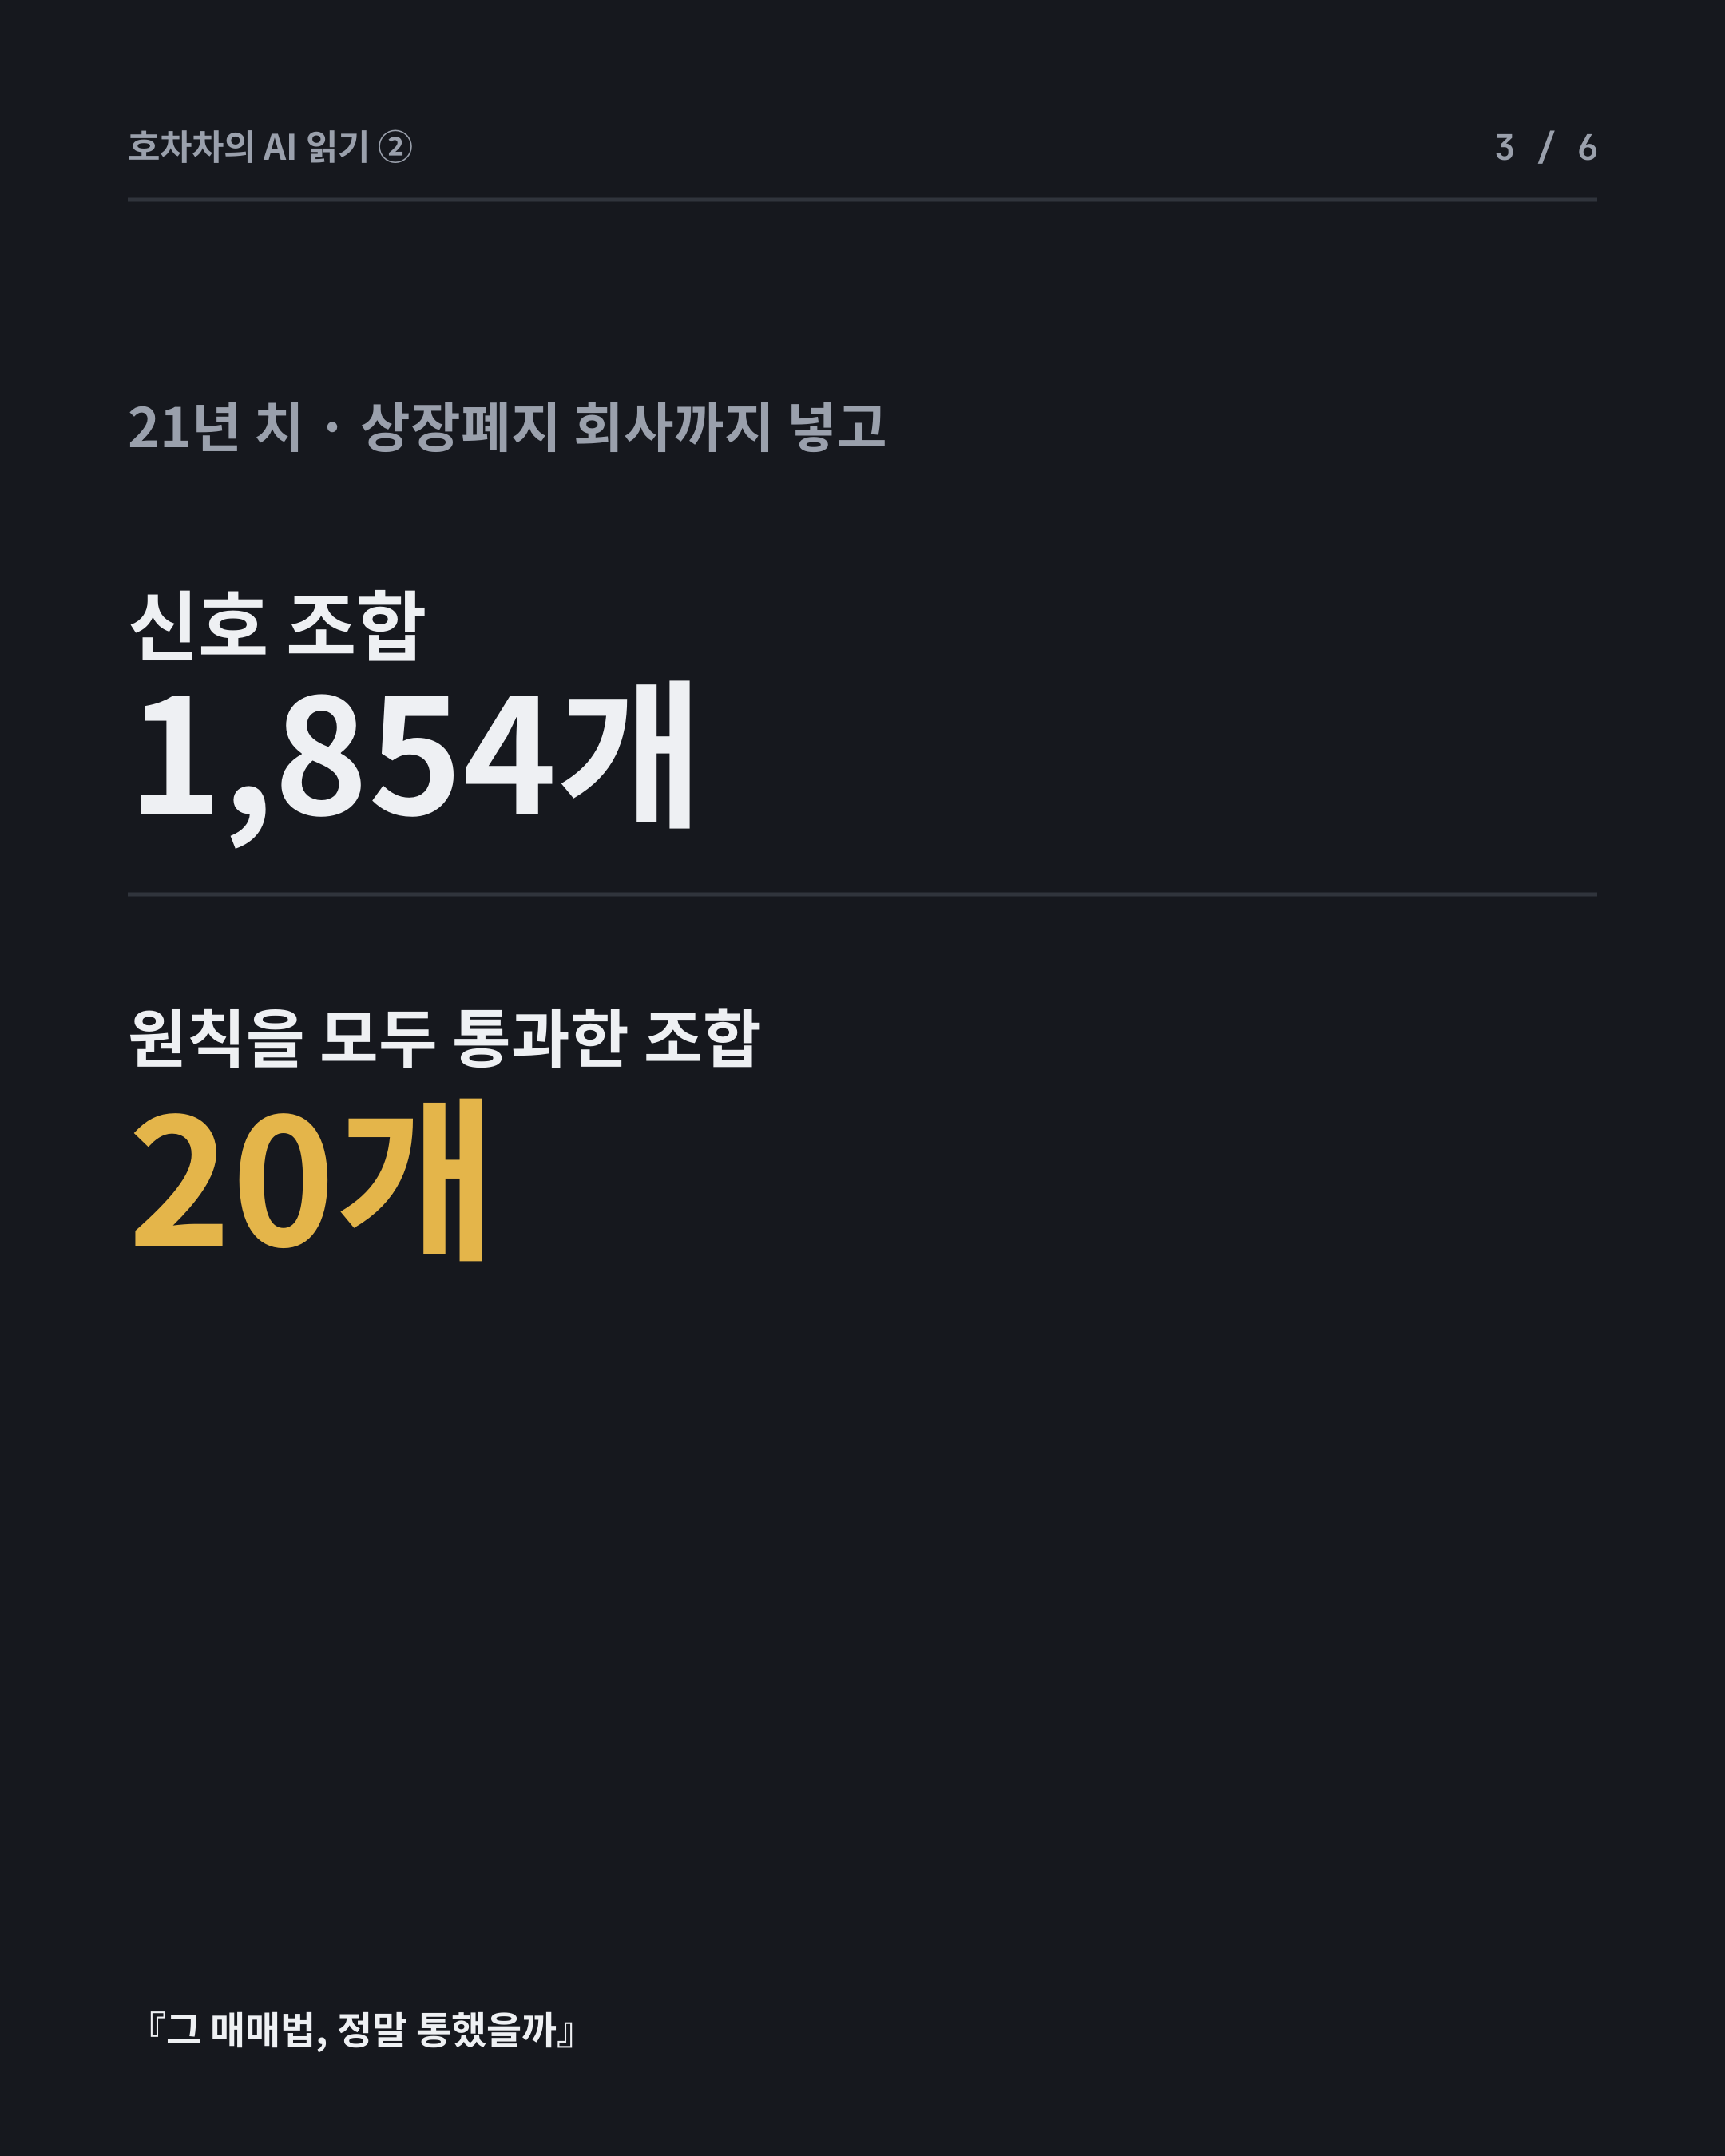 호차차의 AI 읽기 ②
3 / 6
21년 치 · 상장폐지 회사까지 넣고
신호 조합
1,854개
원칙을 모두 통과한 조합
20개
『그 매매법, 정말 통했을까』